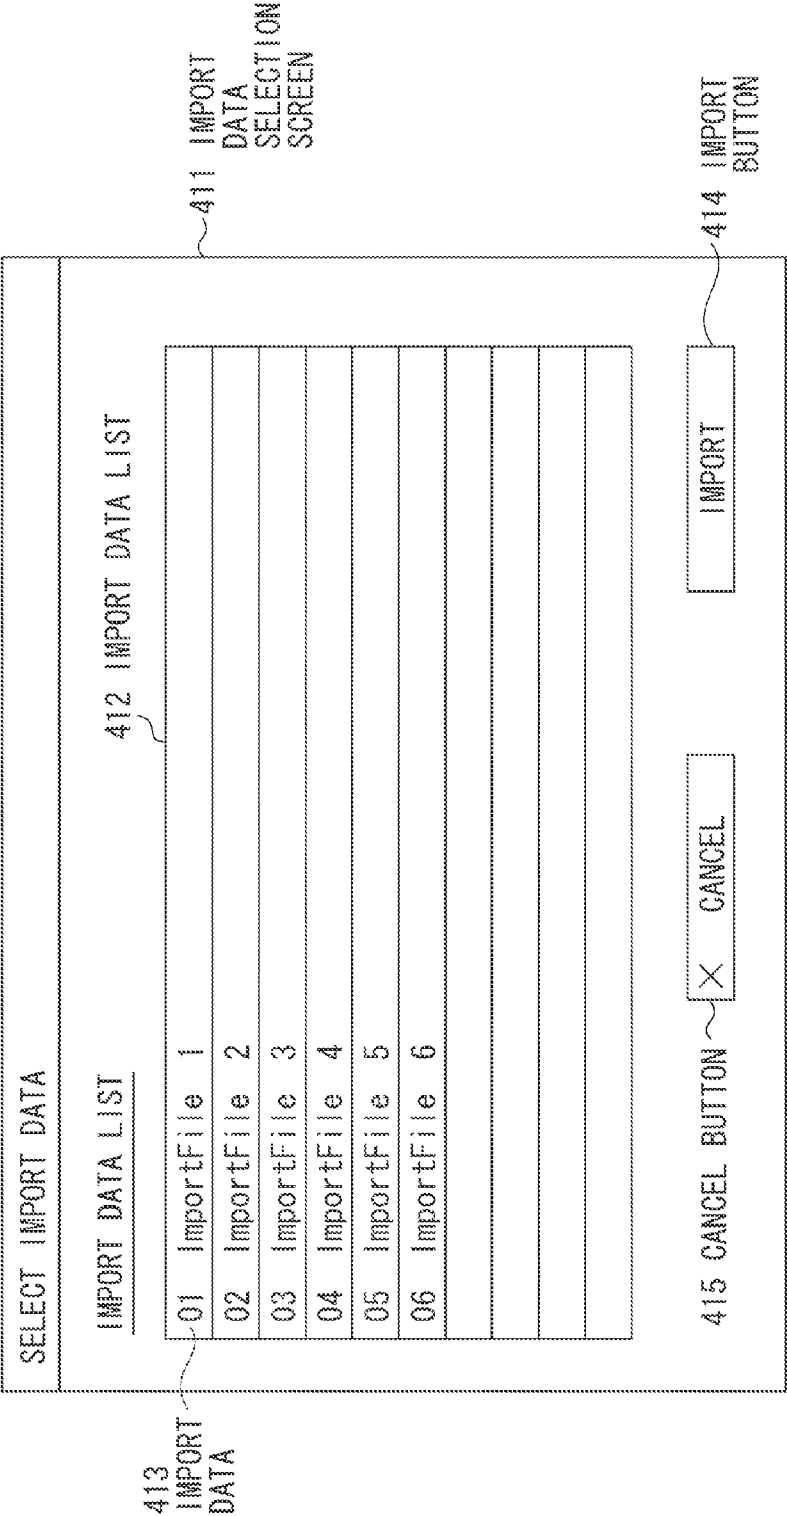 SELECT IMPORT DATA
411 IMPORT
DATA
SELECTION
SCREEN
IMPORT DATA LIST
412 IMPORT DATA LIST
413
IMPORT
DATA
01 ImportFile 1
02 ImportFile 2
03 ImportFile 3
04 ImportFile 4
05 ImportFile 5
06 ImportFile 6
× CANCEL
IMPORT
415 CANCEL BUTTON
414 IMPORT
BUTTON